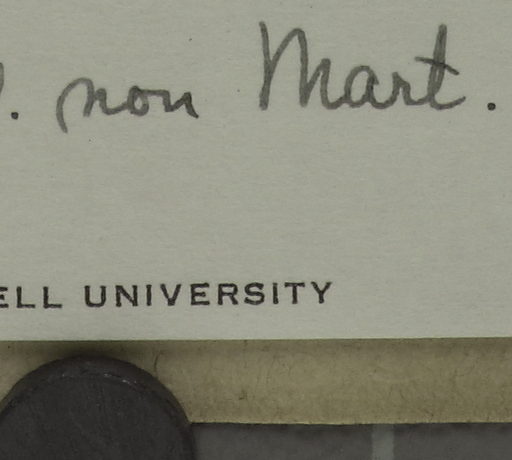 . non Mart.
ELL UNIVERSITY